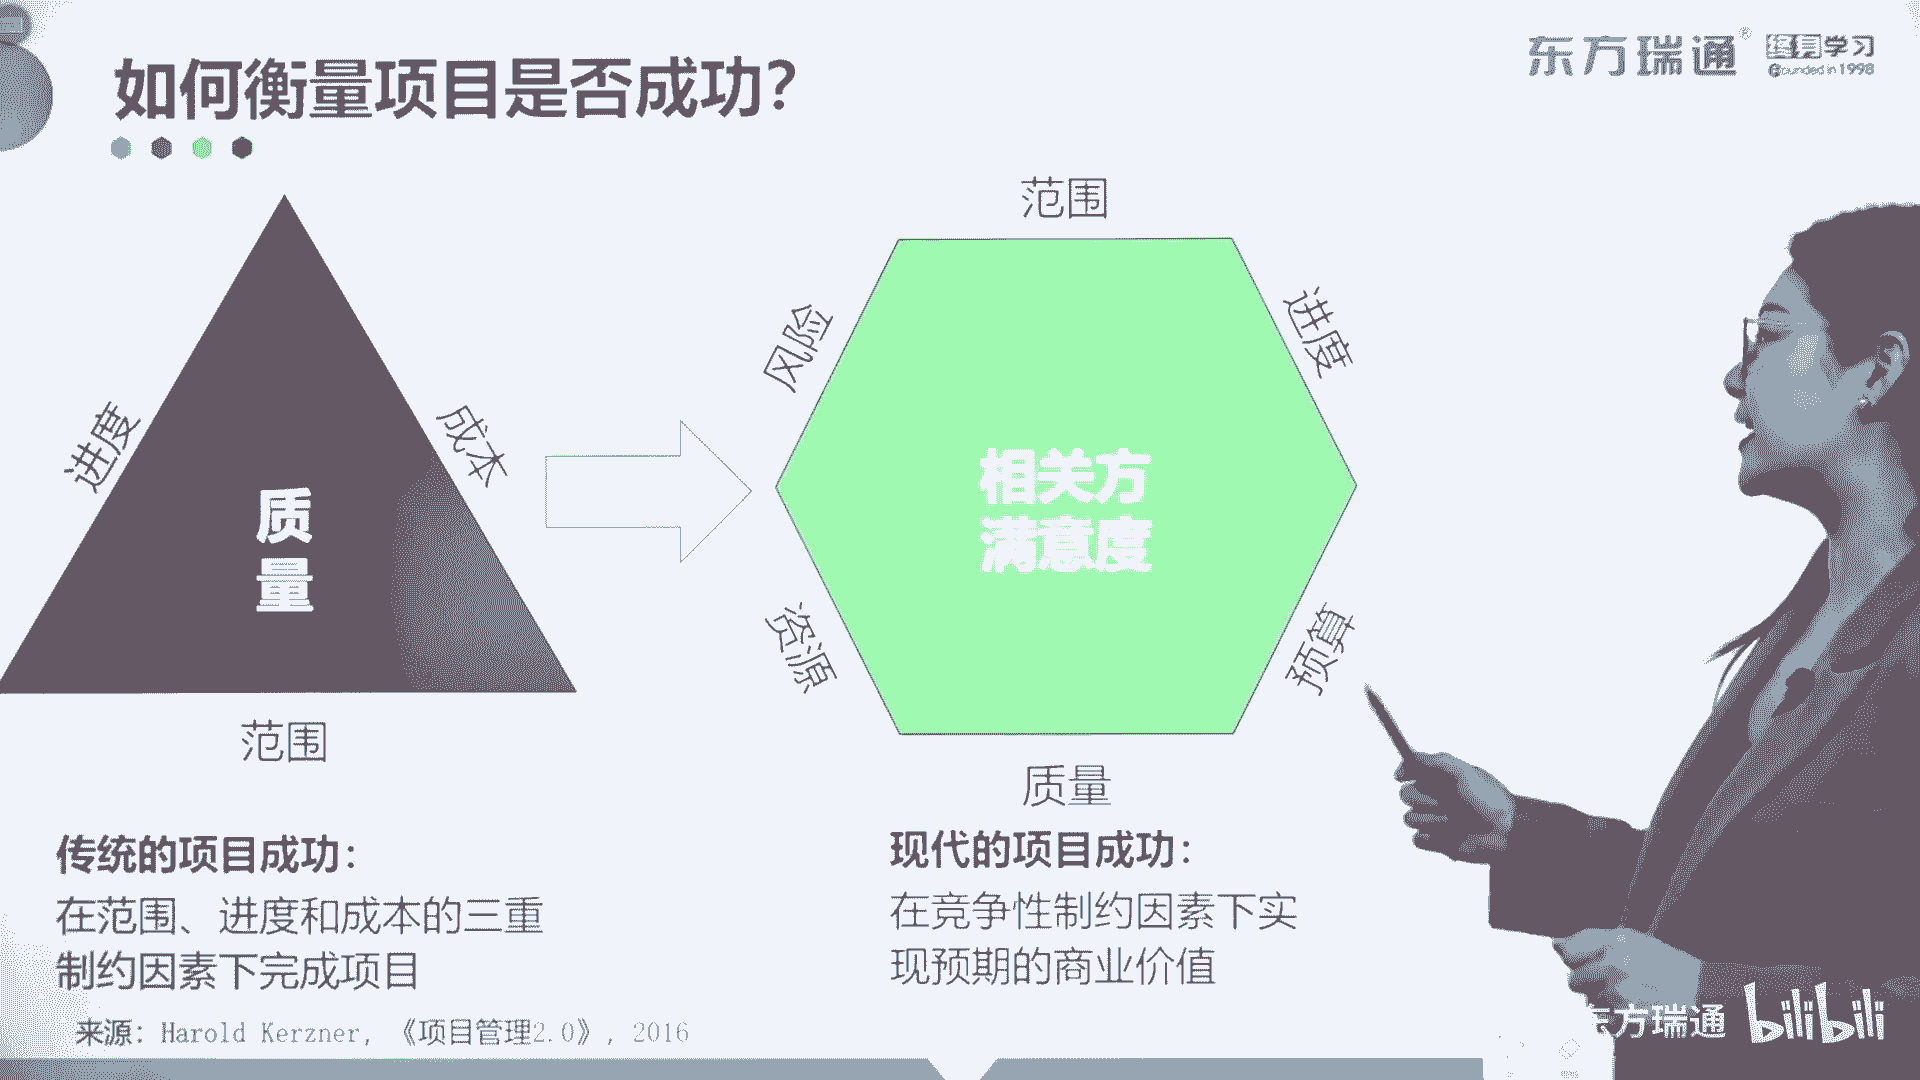 如何衡量项目是否成功?
东方瑞通®
终身学习
Founded in 1998
进度
成本
质
量
范围
范围
风险
进度
相关方
满意度
资源
预算
质量
传统的项目成功：
在范围、进度和成本的三重
制约因素下完成项目
现代的项目成功：
在竞争性制约因素下实
现预期的商业价值
来源：Harold Kerzner, 《项目管理2.0》, 2016
东方瑞通
bilibili